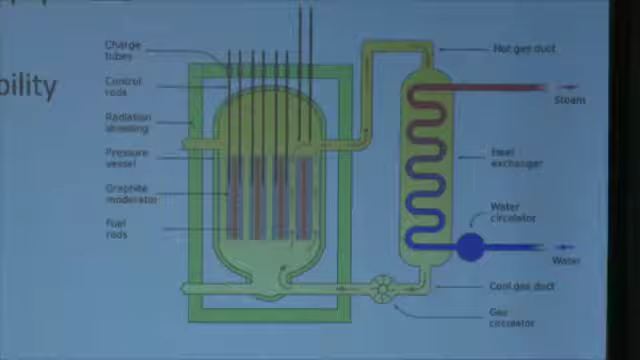 bility
Charge
tubes
Control
rods
Radiation
shielding
Pressure
vessel
Graphite
moderator
Fuel
rods
Hot gas duct
Steam
Heat
exchanger
Water
circulator
Water
Cool gas duct
Gas
circulator